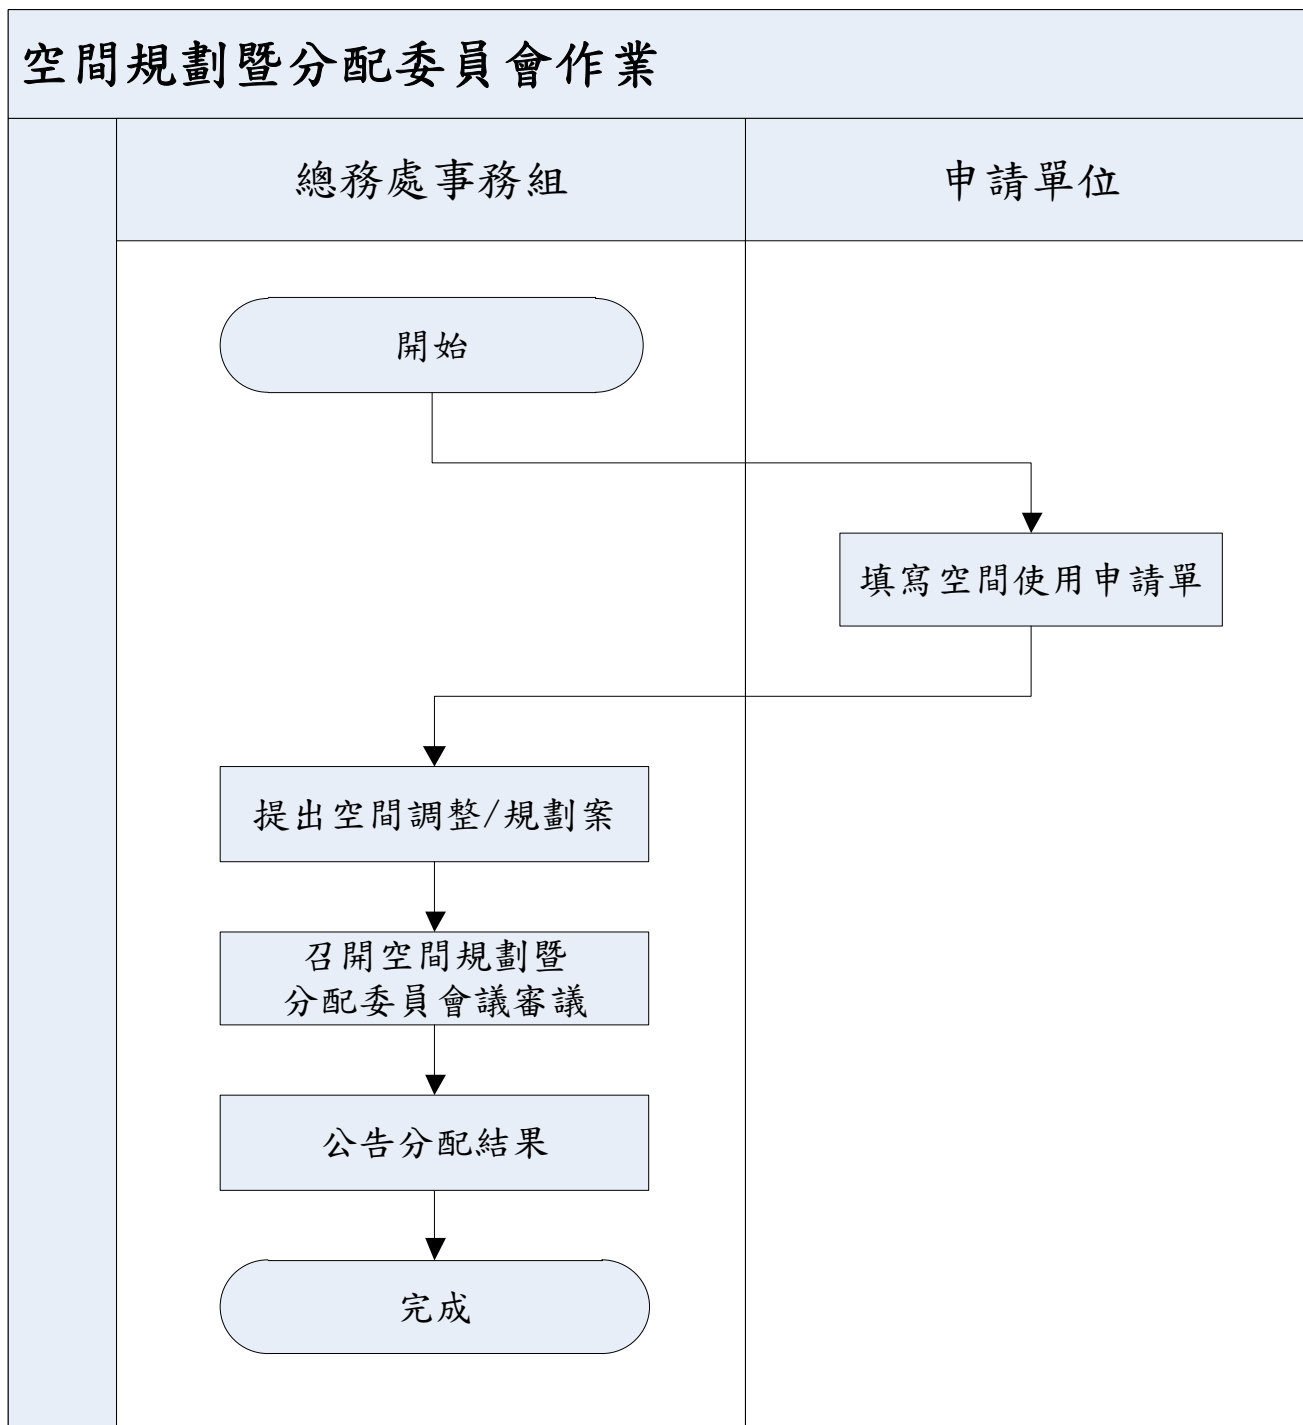 空間規劃暨分配委員會作業
總務處事務組
申請單位
開始
填寫空間使用申請單
提出空間調整/規劃案
召開空間規劃暨
分配委員會議審議
公告分配結果
完成